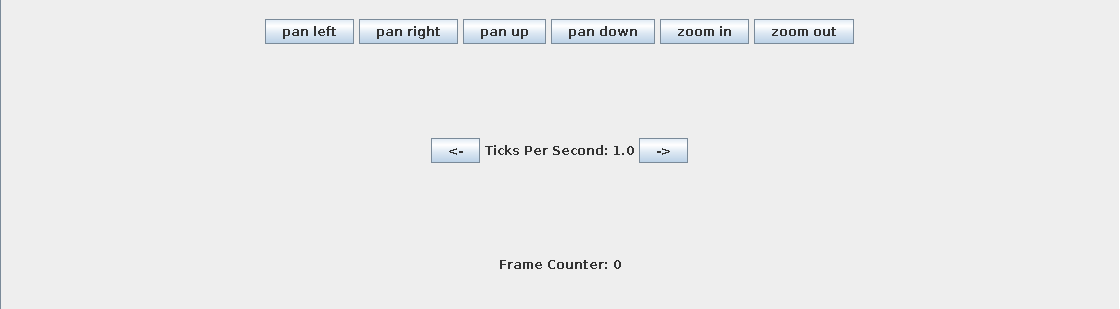 pan left pan right pan up pan down zoom in zoom out
<- Ticks Per Second: 1.0 ->
Frame Counter: 0